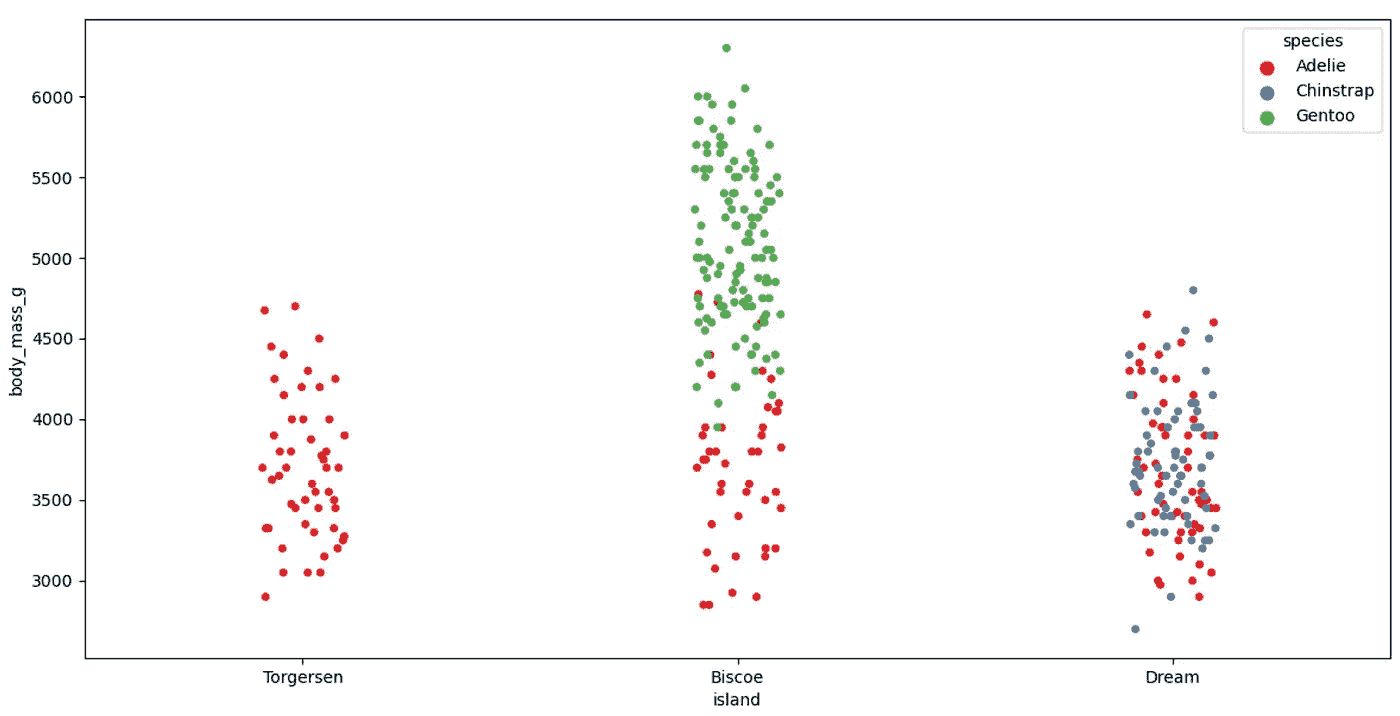 species
Adelie
Chinstrap
Gentoo
6000
5500
5000
4500
4000
3500
3000
body_mass_g
Torgersen Biscoe Dream
island